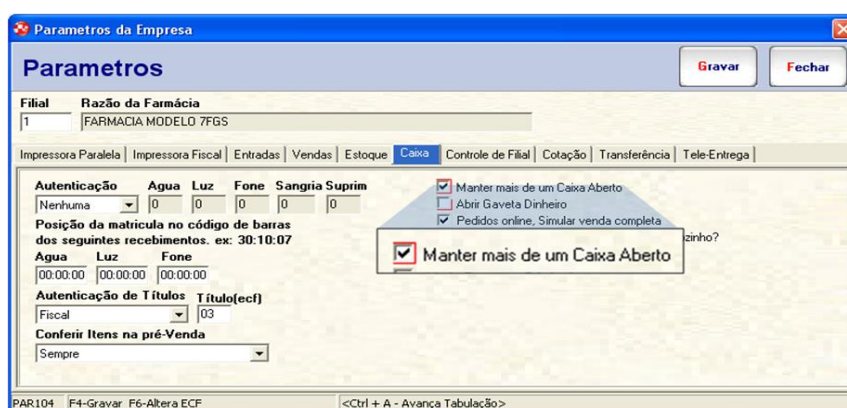 Parametros da Empresa
Parametros
Gravar
Fechar
Filial Razão da Farmácia
1 FARMACIA MODELO 7FGS
Impressora Paralela Impressora Fiscal Entradas Vendas Estoque Caixa Controle de Filial Cotação Transferência Tele-Entrega
Autenticação Agua Luz Fone Sangria Suprim
Nenhuma 0 0 0 0 0
Manter mais de um Caixa Aberto
Abrir Gaveta Dinheiro
Pedidos online, Simular venda completa
zinho?
Manter mais de um Caixa Aberto
Posição da matricula no código de barras
dos seguintes recebimentos. ex: 30:10:07
Agua Luz Fone
00:00:00 00:00:00 00:00:00
Autenticação de Títulos Título(ecf)
Fiscal 03
Conferir Itens na pré-Venda
Sempre
PAR104 F4-Gravar F6-Altera ECF <Ctrl + A - Avança Tabulação>